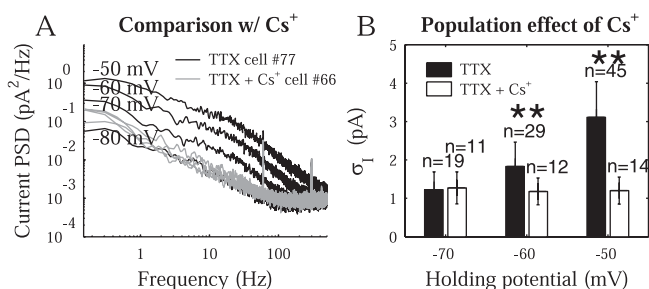 A
Comparison w/ Cs⁺
TTX cell #77
TTX + Cs⁺ cell #66
-50 mV
-60 mV
-70 mV
-80 mV
Current PSD (pA²/Hz)
10⁰
10⁻¹
10⁻²
10⁻³
10⁻⁴
1
10
100
Frequency (Hz)
B
Population effect of Cs⁺
TTX
TTX + Cs⁺
**
n=45
**
n=29
n=11
n=19
n=12
n=14
σI (pA)
5
4
3
2
1
0
-70
-60
-50
Holding potential (mV)